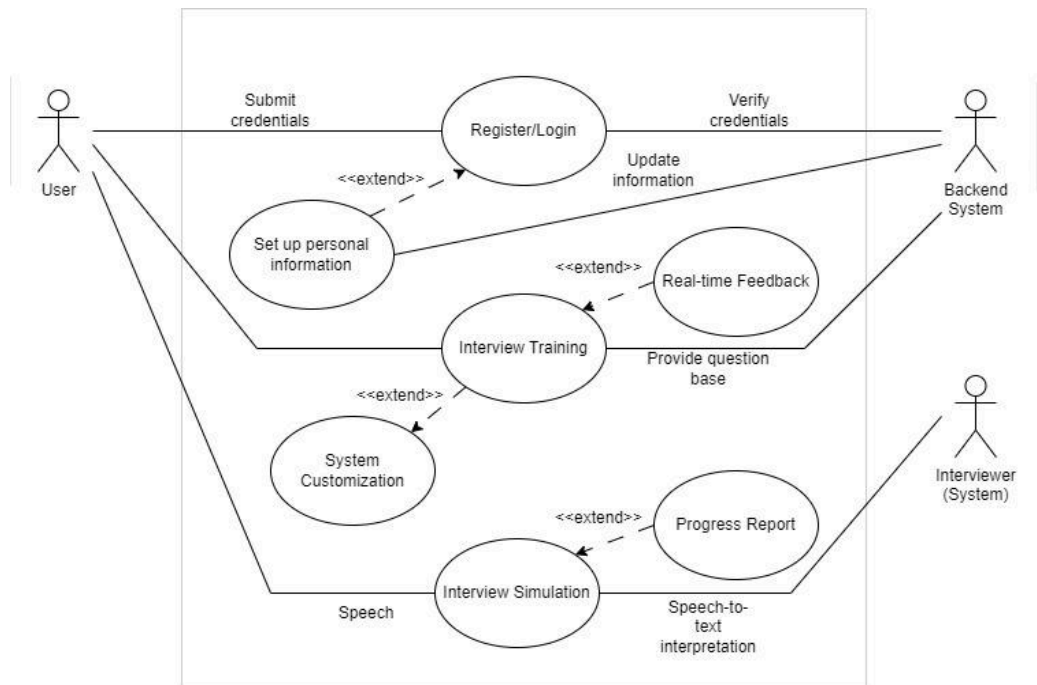 Submit
credentials
Register/Login
Verify
credentials
User
Backend
System
<<extend>>
Update
information
Set up personal
information
<<extend>>
Real-time Feedback
Interview Training
Provide question
base
<<extend>>
System
Customization
Interviewer
(System)
<<extend>>
Progress Report
Speech
Interview Simulation
Speech-to-
text
interpretation